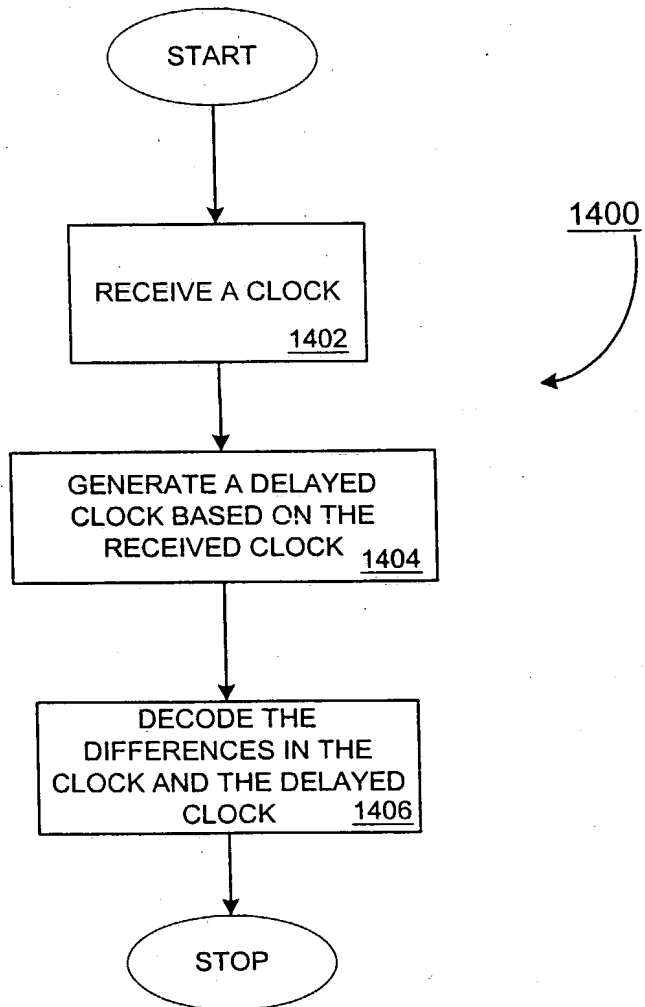 START
1400
RECEIVE A CLOCK
1402
GENERATE A DELAYED
CLOCK BASED ON THE
RECEIVED CLOCK
1404
DECODE THE
DIFFERENCES IN THE
CLOCK AND THE DELAYED
CLOCK
1406
STOP